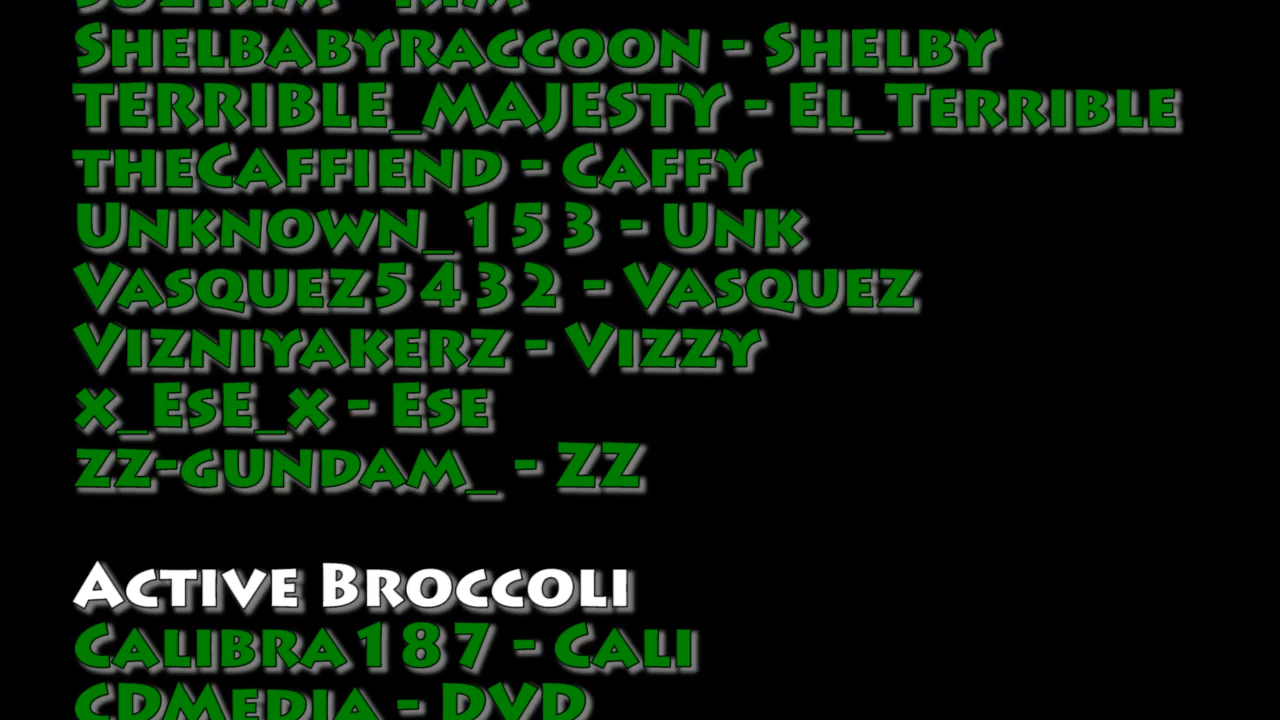 Shelbabyraccoon - Shelby
TERRIBLE_MAJESTY - El_Terrible
theCaffiend - Caffy
Unknown_153 - Unk
Vasquez5432 - Vasquez
Vizniyakerz - Vizzy
x_EsE_x - Ese
zz-gundam_ - ZZ
Active Broccoli
Calibra187 - Cali
CDMedia - DVD